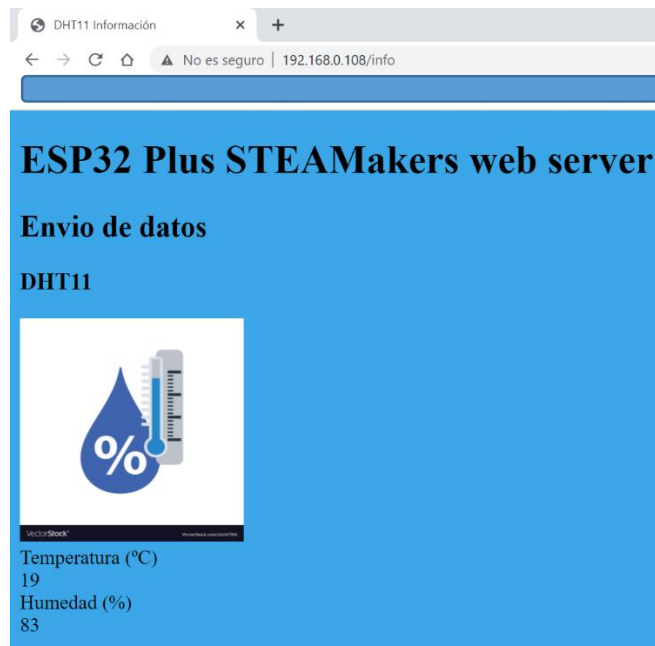 DHT11 Información
No es seguro | 192.168.0.108/info
ESP32 Plus STEAMakers web server
Envio de datos
DHT11
%
VectorStock®
Temperatura (ºC)
19
Humedad (%)
83